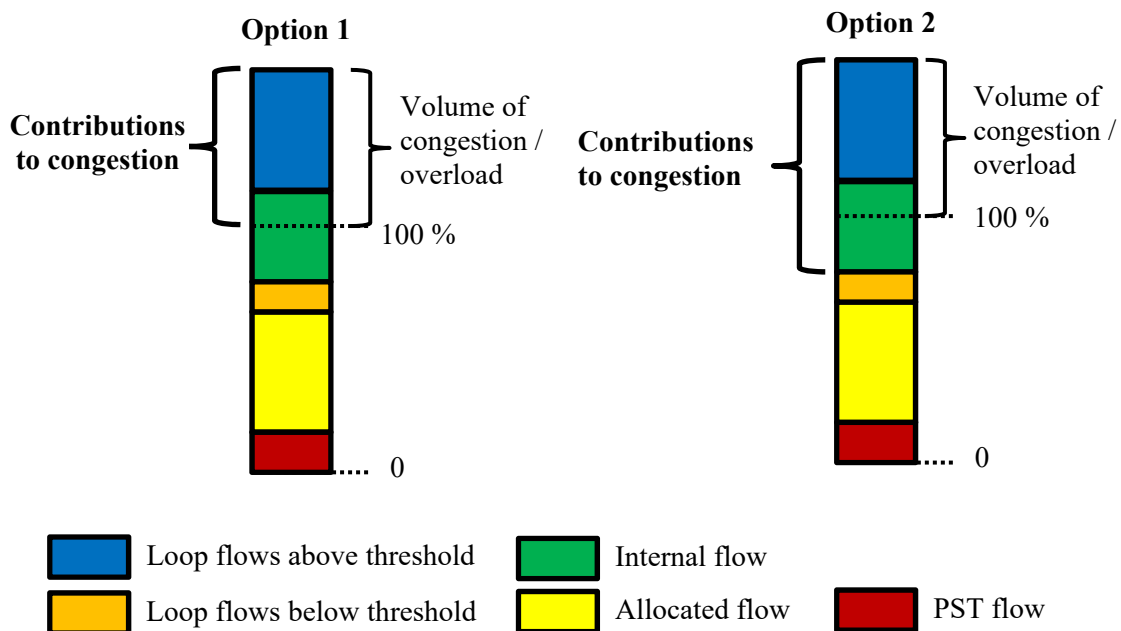 Option 1
Contributions
to congestion
Volume of
congestion /
overload
100 %
0
Option 2
Contributions
to congestion
Volume of
congestion /
overload
100 %
0
Loop flows above threshold
Internal flow
Loop flows below threshold
Allocated flow
PST flow